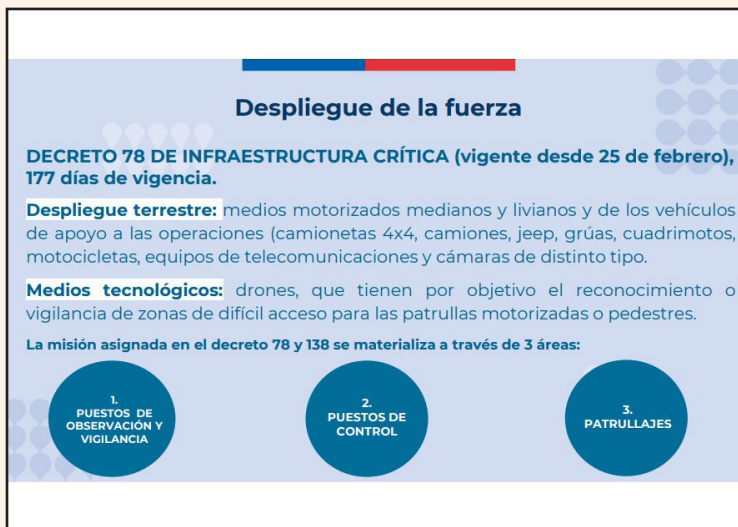 Despliegue de la fuerza
DECRETO 78 DE INFRAESTRUCTURA CRÍTICA (vigente desde 25 de febrero),
177 días de vigencia.
Despliegue terrestre: medios motorizados medianos y livianos y de los vehículos
de apoyo a las operaciones (camionetas 4x4, camiones, jeep, grúas, cuadrimotos,
motocicletas, equipos de telecomunicaciones y cámaras de distinto tipo.
Medios tecnológicos: drones, que tienen por objetivo el reconocimiento o
vigilancia de zonas de difícil acceso para las patrullas motorizadas o pedestres.
La misión asignada en el decreto 78 y 138 se materializa a través de 3 áreas:
1.
PUESTOS DE
OBSERVACIÓN Y
VIGILANCIA
2.
PUESTOS DE
CONTROL
3.
PATRULLAJES